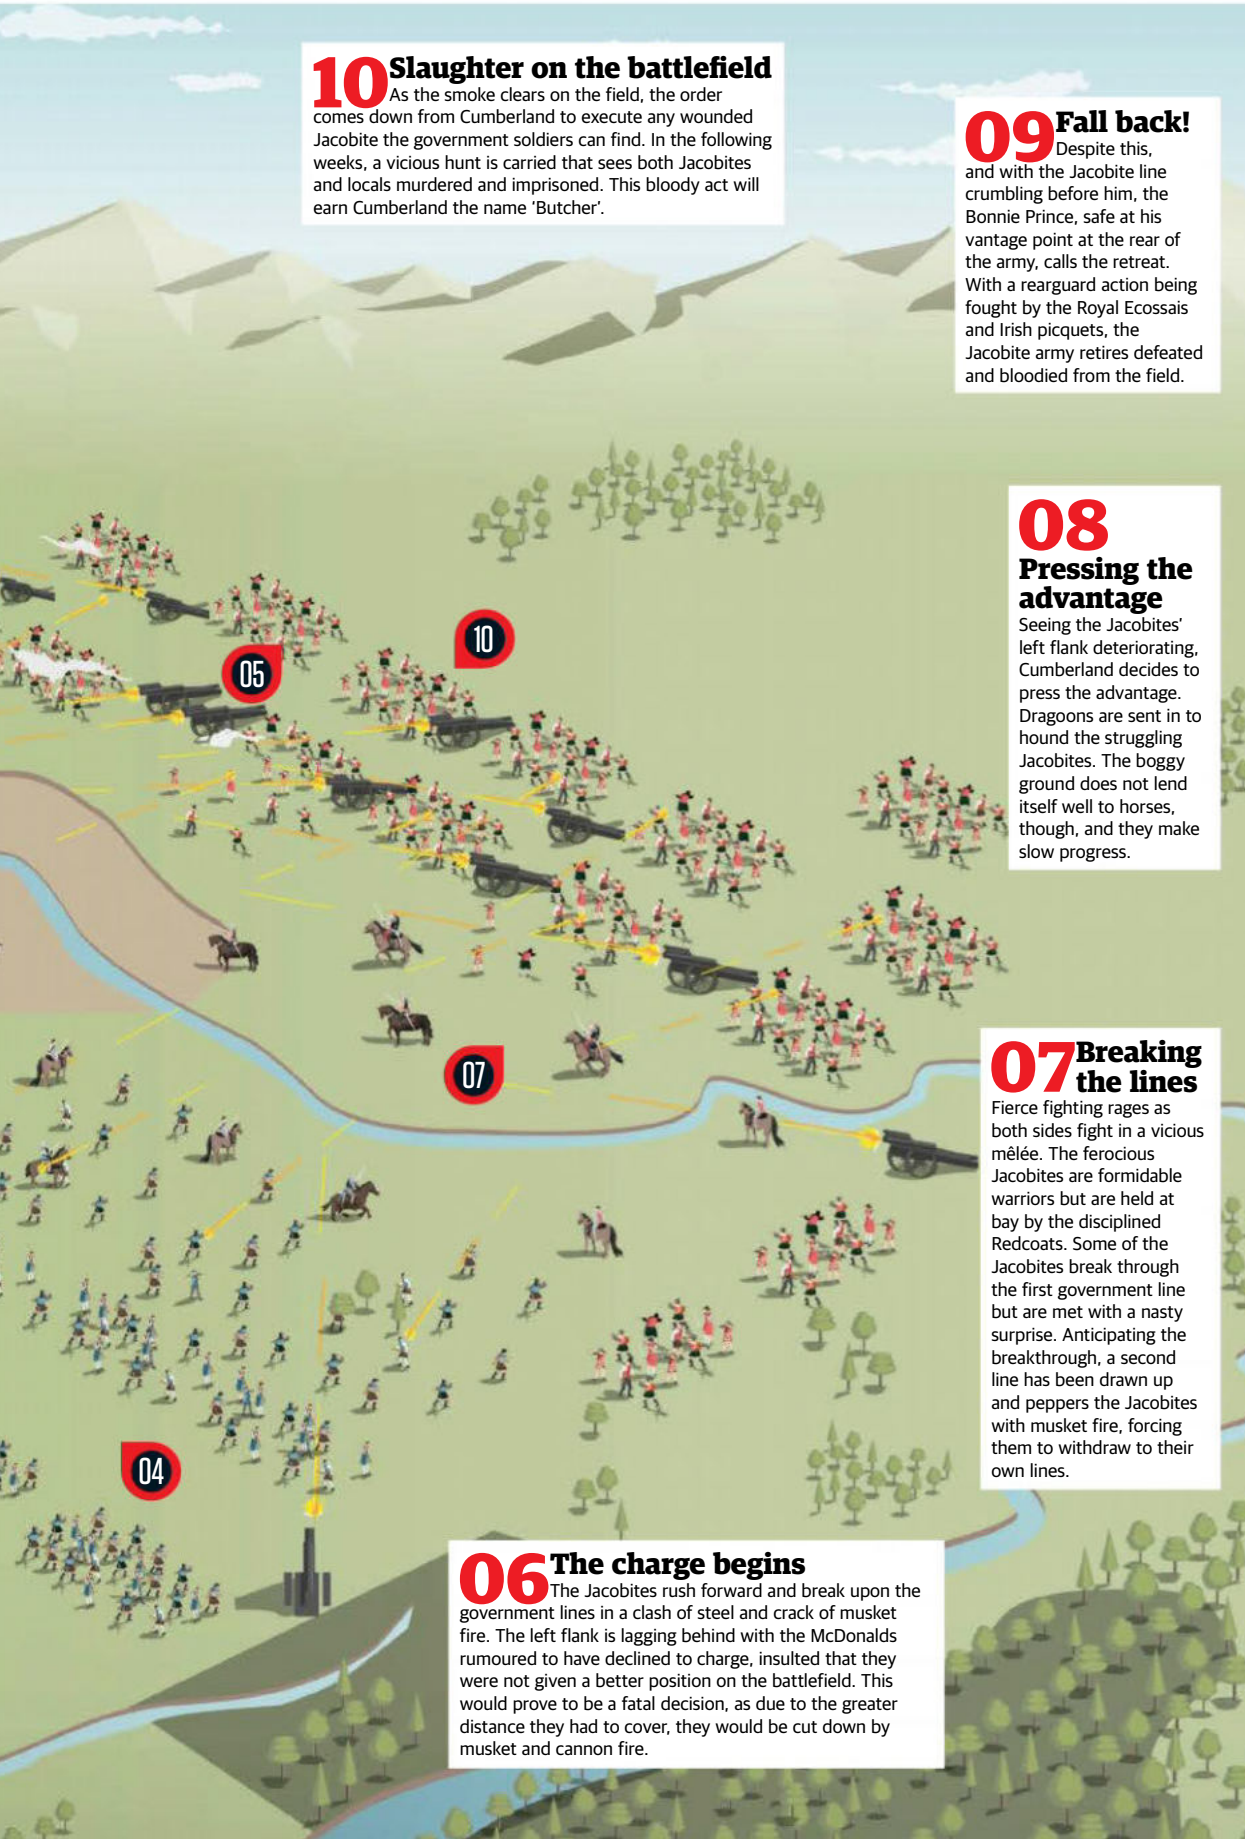 10 Slaughter on the battlefield
As the smoke clears on the field, the order
comes down from Cumberland to execute any wounded
Jacobite the government soldiers can find. In the following
weeks, a vicious hunt is carried that sees both Jacobites
and locals murdered and imprisoned. This bloody act will
earn Cumberland the name ‘Butcher’.
09 Fall back!
Despite this,
and with the Jacobite line
crumbling before him, the
Bonnie Prince, safe at his
vantage point at the rear of
the army, calls the retreat.
With a rearguard action being
fought by the Royal Ecossais
and Irish picquets, the
Jacobite army retires defeated
and bloodied from the field.
08
Pressing the
advantage
Seeing the Jacobites’
left flank deteriorating,
Cumberland decides to
press the advantage.
Dragoons are sent in to
hound the struggling
Jacobites. The boggy
ground does not lend
itself well to horses,
though, and they make
slow progress.
10
05
07
07 Breaking
the lines
Fierce fighting rages as
both sides fight in a vicious
mêlée. The ferocious
Jacobites are formidable
warriors but are held at
bay by the disciplined
Redcoats. Some of the
Jacobites break through
the first government line
but are met with a nasty
surprise. Anticipating the
breakthrough, a second
line has been drawn up
and peppers the Jacobites
with musket fire, forcing
them to withdraw to their
own lines.
04
06 The charge begins
The Jacobites rush forward and break upon the
government lines in a clash of steel and crack of musket
fire. The left flank is lagging behind with the McDonalds
rumoured to have declined to charge, insulted that they
were not given a better position on the battlefield. This
would prove to be a fatal decision, as due to the greater
distance they had to cover, they would be cut down by
musket and cannon fire.